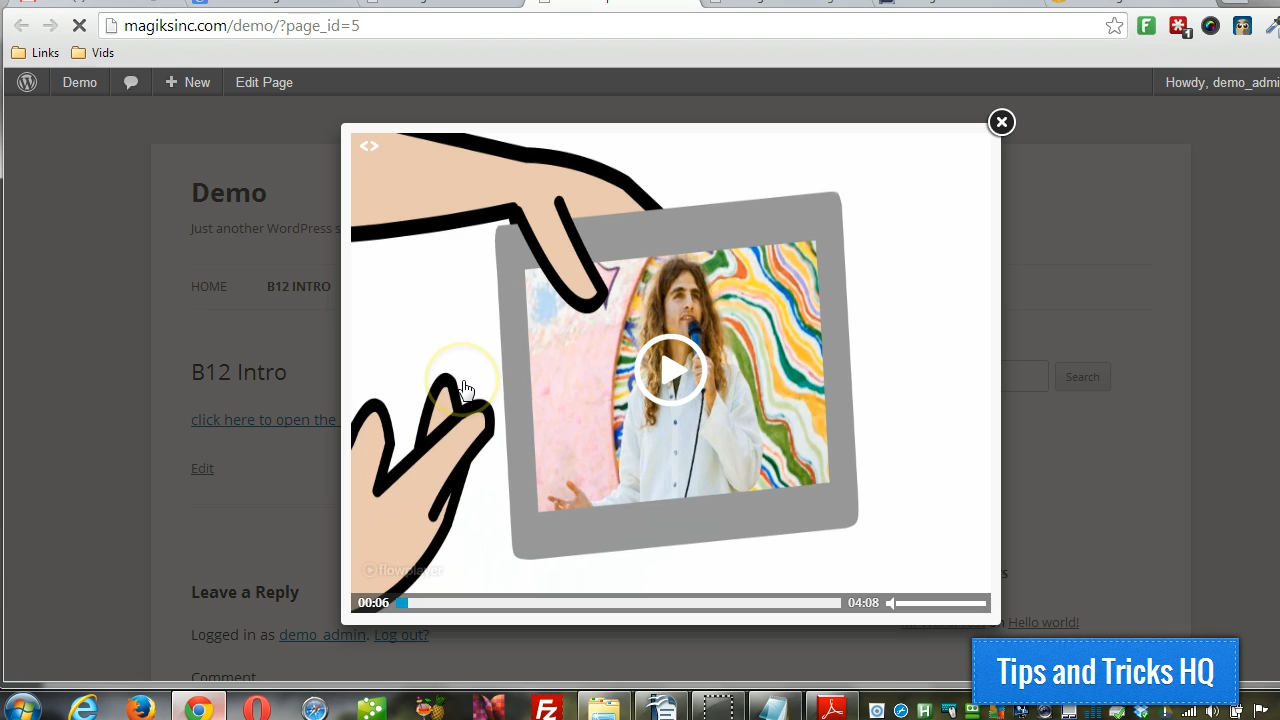 magiksinc.com/demo/?page_id=5
Links Vids
Demo New Edit Page Howdy, demo_admi
Demo
Just another WordPress s
HOME B12 INTRO
B12 Intro
Search
click here to open the
Edit
flowplayer
00:06 04:08
Leave a Reply
Hello world!
Logged in as demo_admin. Log out?
Comment
Tips and Tricks HQ